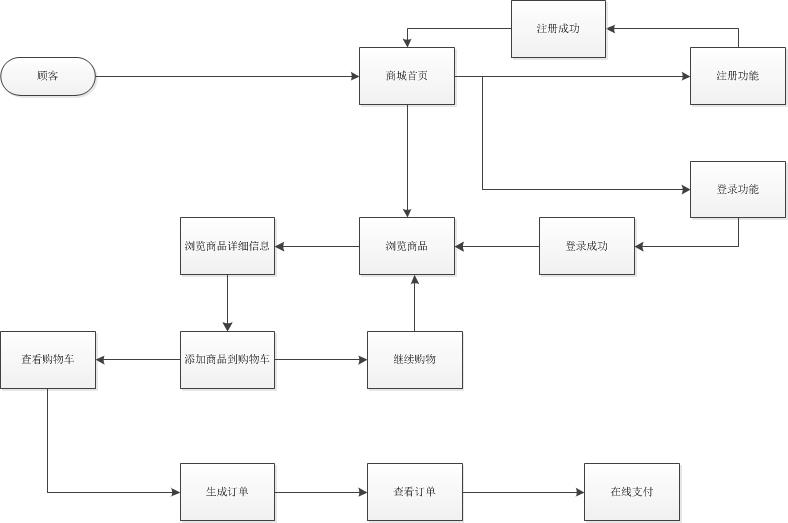 注册成功
顾客
商城首页
注册功能
登录功能
浏览商品详细信息
浏览商品
登录成功
查看购物车
添加商品到购物车
继续购物
生成订单
查看订单
在线支付